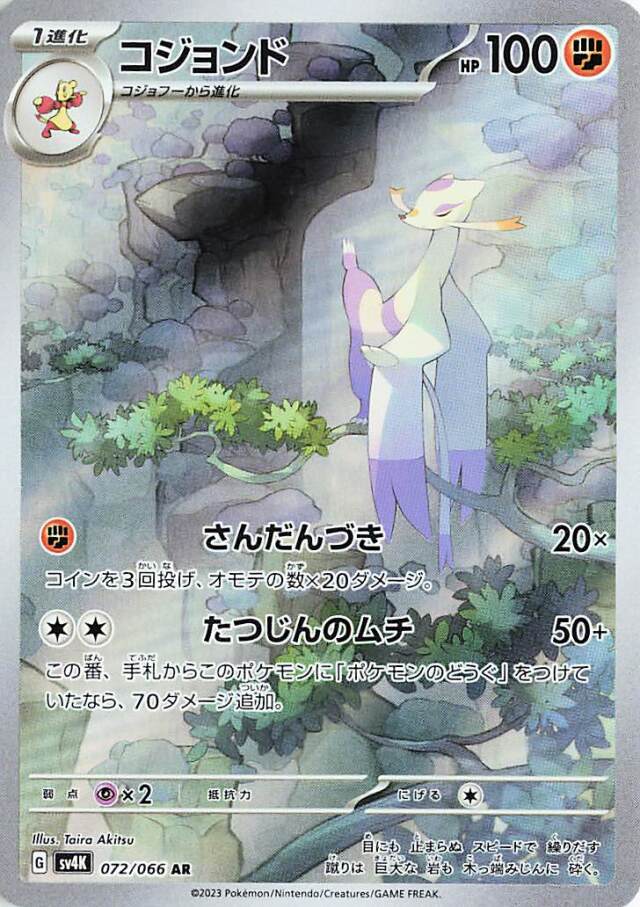 1進化
コジョンド
HP 100
コジョフーから進化
さんだんづき 20×
コインを3回投げ、オモテの数×20ダメージ。
たつじんのムチ 50+
この番、手札からこのポケモンに「ポケモンのどうぐ」をつけて
いたなら、70ダメージ追加。
弱点 ×2 抵抗力 にげる
Illus. Taira Akitsu
目にも 止まらぬ スピードで 繰りだす
蹴りは 巨大な 岩も 木っ端みじんに 砕く。
G sv4K 072/066 AR
©2023 Pokémon/Nintendo/Creatures/GAME FREAK.